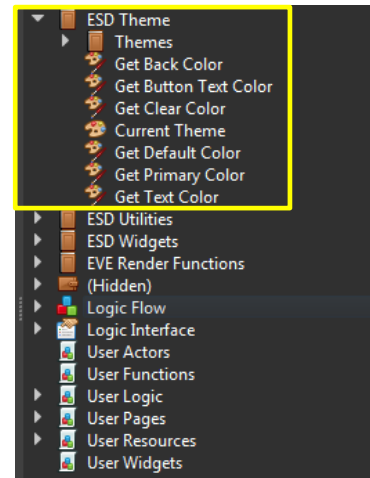 ESD Theme
Themes
Get Back Color
Get Button Text Color
Get Clear Color
Current Theme
Get Default Color
Get Primary Color
Get Text Color
ESD Utilities
ESD Widgets
EVE Render Functions
(Hidden)
Logic Flow
Logic Interface
User Actors
User Functions
User Logic
User Pages
User Resources
User Widgets